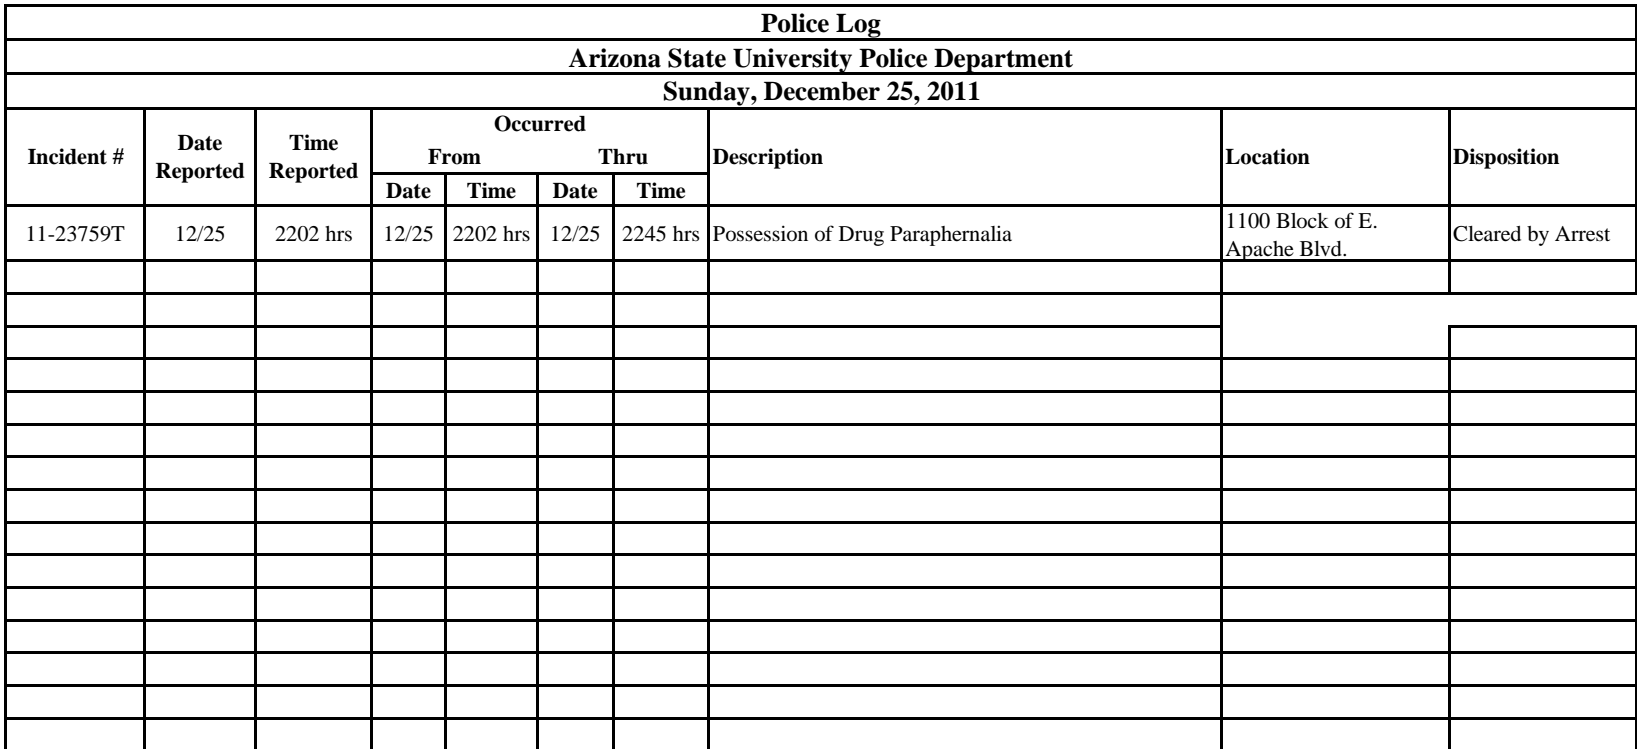 Police Log
Arizona State University Police Department
Sunday, December 25, 2011
Incident #
Date
Reported
Time
Reported
Occurred
From Thru
Date Time Date Time
Description
Location
Disposition
11-23759T 12/25 2202 hrs 12/25 2202 hrs 12/25 2245 hrs Possession of Drug Paraphernalia
1100 Block of E.
Apache Blvd.
Cleared by Arrest